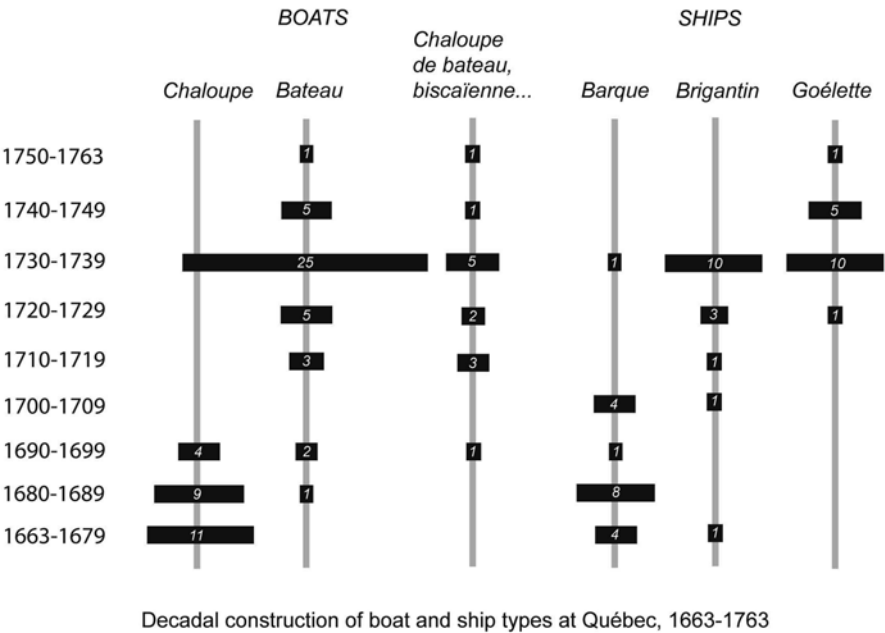 BOATS SHIPS
Chaloupe
de bateau,
biscaïenne...
Chaloupe Bateau Barque Brigantin Goélette
1750-1763 1 1 1
1740-1749 5 1 5
1730-1739 25 5 1 10 10
1720-1729 5 2 3 1
1710-1719 3 3 1
1700-1709 4 1
1690-1699 4 2 1 1
1680-1689 9 1 8
1663-1679 11 4 1
Decadal construction of boat and ship types at Québec, 1663-1763